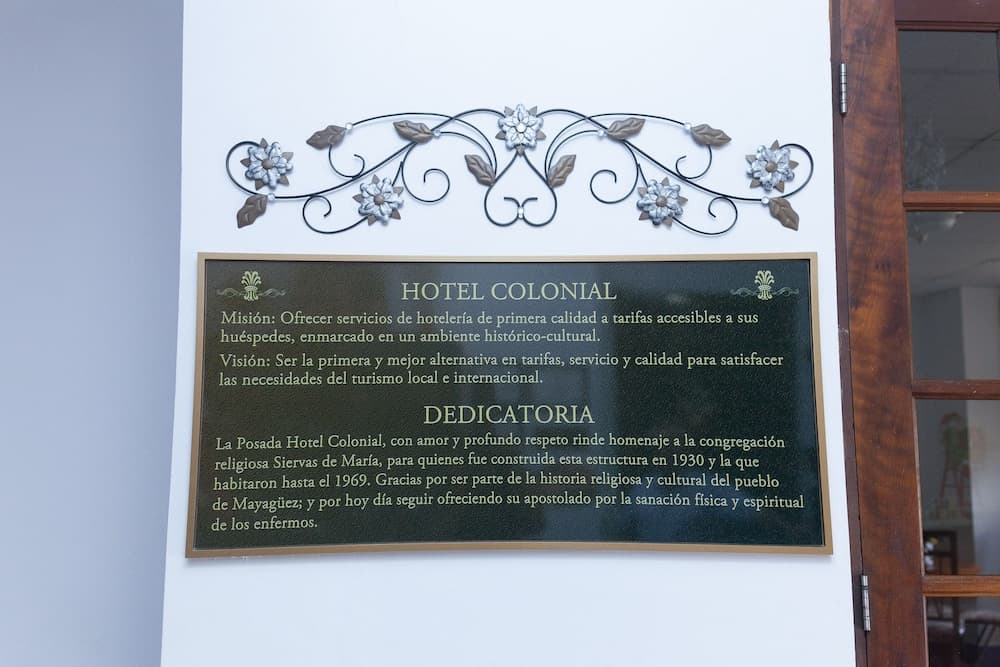 HOTEL COLONIAL
Misión: Ofrecer servicios de hotelería de primera calidad a tarifas accesibles a sus
huéspedes, enmarcado en un ambiente histórico-cultural.
Visión: Ser la primera y mejor alternativa en tarifas, servicio y calidad para satisfacer
las necesidades del turismo local e internacional.
DEDICATORIA
La Posada Hotel Colonial, con amor y profundo respeto rinde homenaje a la congregación
religiosa Siervas de María, para quienes fue construida esta estructura en 1930 y la que
habitaron hasta el 1969. Gracias por ser parte de la historia religiosa y cultural del pueblo
de Mayagüez; y por hoy día seguir ofreciendo su apostolado por la sanación física y espiritual
de los enfermos.